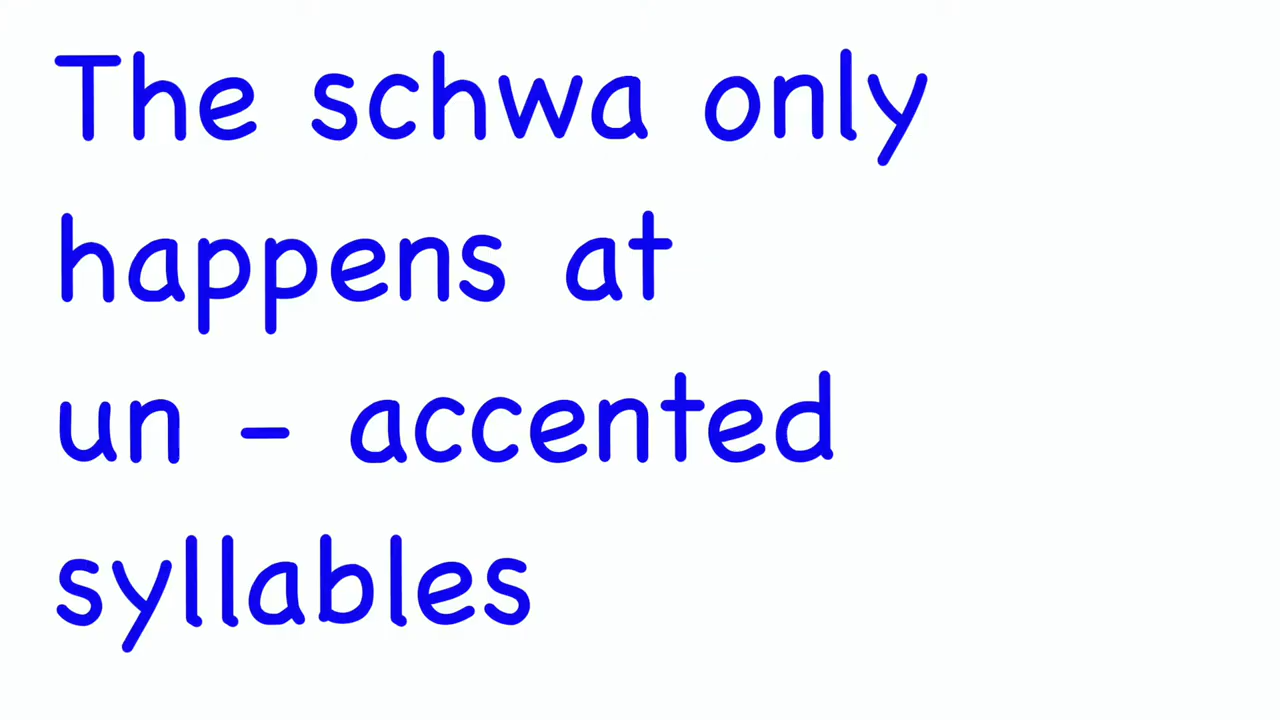 The schwa only
happens at
un - accented
syllables